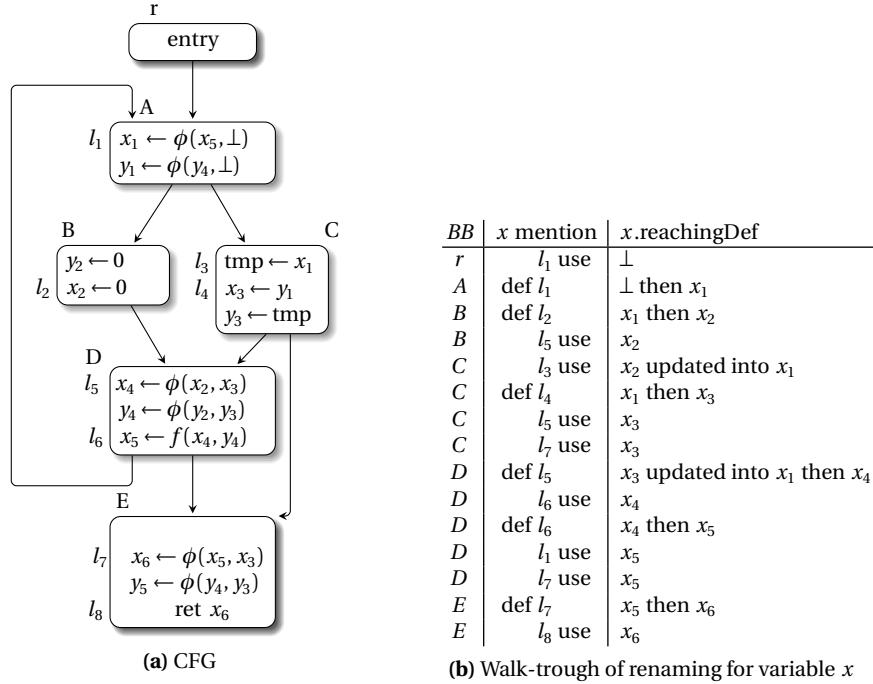 r
entry
A
l₁ x₁ ← ϕ(x₅,⊥)
y₁ ← ϕ(y₄,⊥)
B
y₂ ← 0
l₂ x₂ ← 0
C
l₃ tmp ← x₁
l₄ x₃ ← y₁
y₃ ← tmp
D
l₅ x₄ ← ϕ(x₂, x₃)
y₄ ← ϕ(y₂, y₃)
l₆ x₅ ← f(x₄, y₄)
E
l₇ x₆ ← ϕ(x₅, x₃)
y₅ ← ϕ(y₄, y₃)
l₈ ret x₆
(a) CFG
BB x mention x.reachingDef
r l₁ use ⊥
A def l₁ ⊥ then x₁
B def l₂ x₁ then x₂
B l₅ use x₂
C l₃ use x₂ updated into x₁
C def l₄ x₁ then x₃
C l₅ use x₃
C l₇ use x₃
D def l₅ x₃ updated into x₁ then x₄
D l₆ use x₄
D def l₆ x₄ then x₅
D l₁ use x₅
D l₇ use x₅
E def l₇ x₅ then x₆
E l₈ use x₆
(b) Walk-trough of renaming for variable x